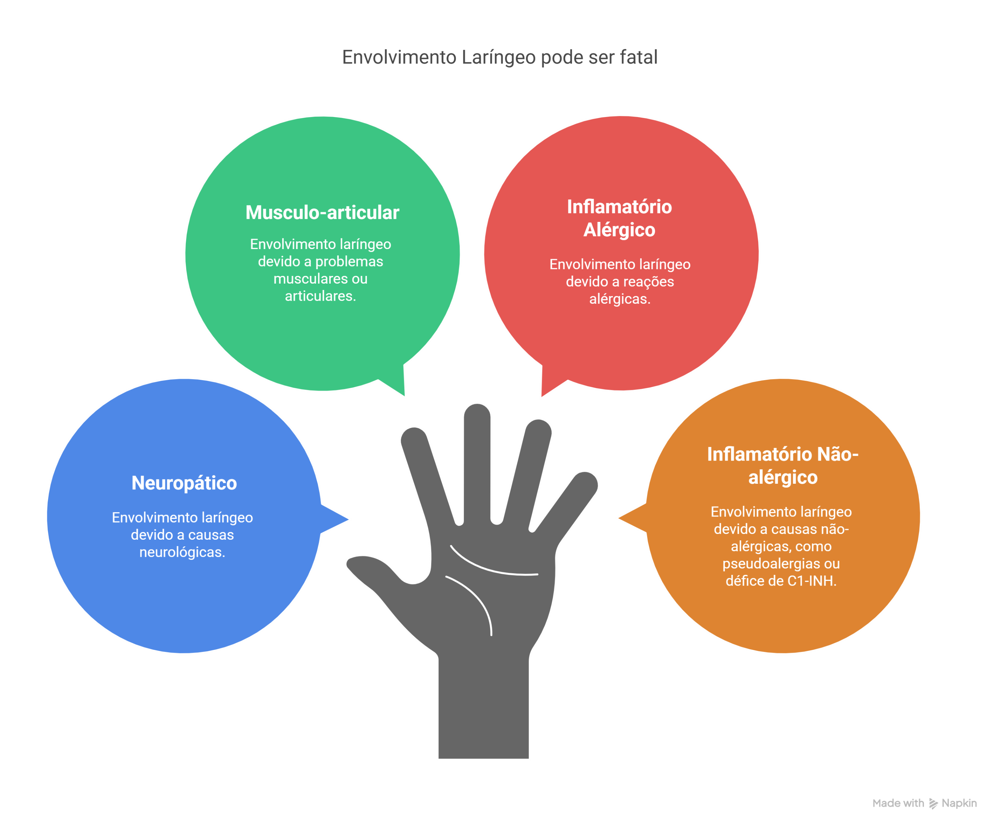 Envolvimento Laríngeo pode ser fatal
Musculo-articular
Envolvimento laríngeo
devido a problemas
musculares ou
articulares.
Inflamatório
Alérgico
Envolvimento laríngeo
devido a reações
alérgicas.
Neuropático
Envolvimento laríngeo
devido a causas
neurológicas.
Inflamatório Não-
alérgico
Envolvimento laríngeo
devido a causas não-
alérgicas, como
pseudoalergias ou
défice de C1-INH.
Made with Napkin